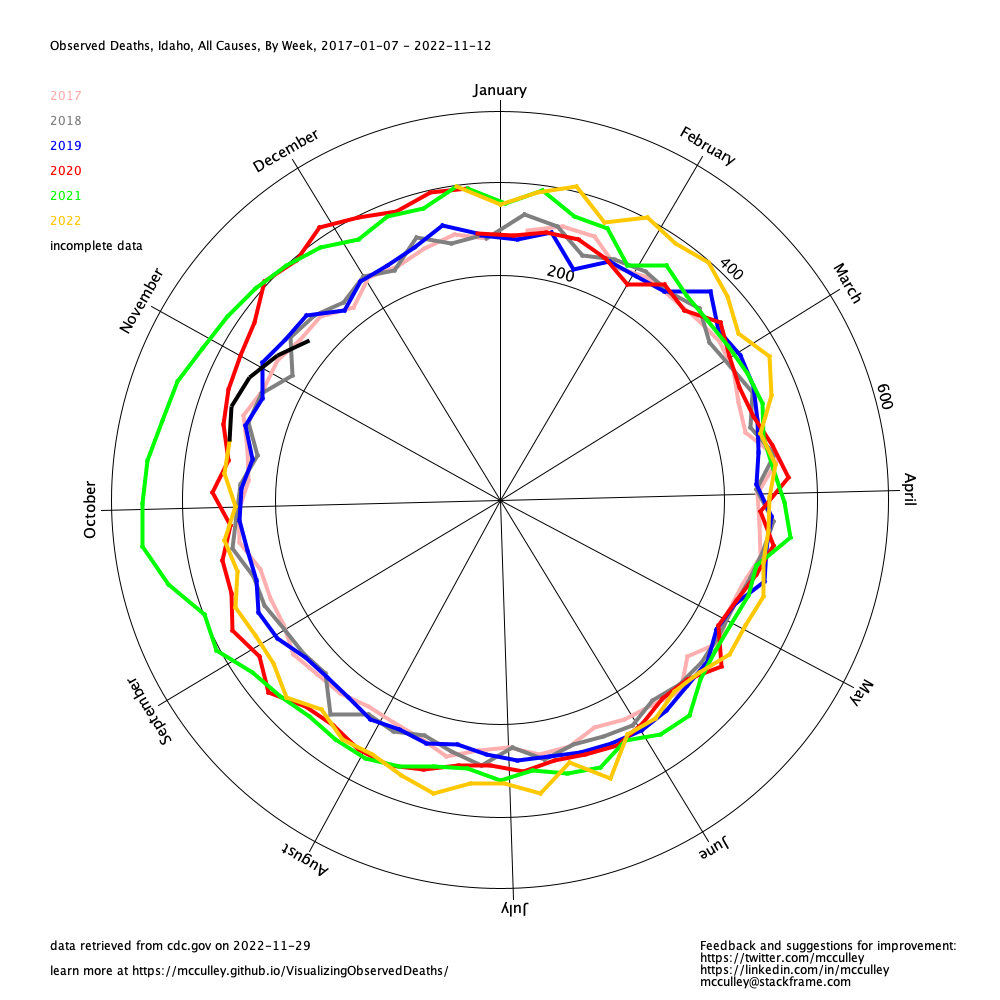 Observed Deaths, Idaho, All Causes, By Week, 2017-01-07 - 2022-11-12
2017
2018
2019
2020
2021
2022
incomplete data
January
February
March
April
May
June
July
August
September
October
November
December
200
400
600
data retrieved from cdc.gov on 2022-11-29
learn more at https://mcculley.github.io/VisualizingObservedDeaths/
Feedback and suggestions for improvement:
https://twitter.com/mcculley
https://linkedin.com/in/mcculley
mcculley@stackframe.com